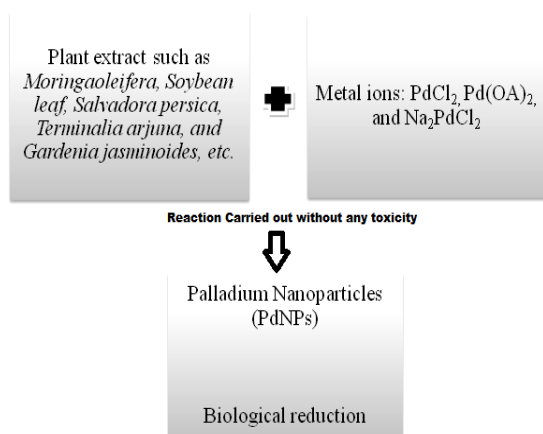 Plant extract such as
Moringaoleifera, Soybean
leaf, Salvadora persica,
Terminalia arjuna, and
Gardenia jasminoides, etc.
Metal ions: PdCl₂, Pd(OA)₂,
and Na₂PdCl₂
Reaction Carried out without any toxicity
Palladium Nanoparticles
(PdNPs)
Biological reduction